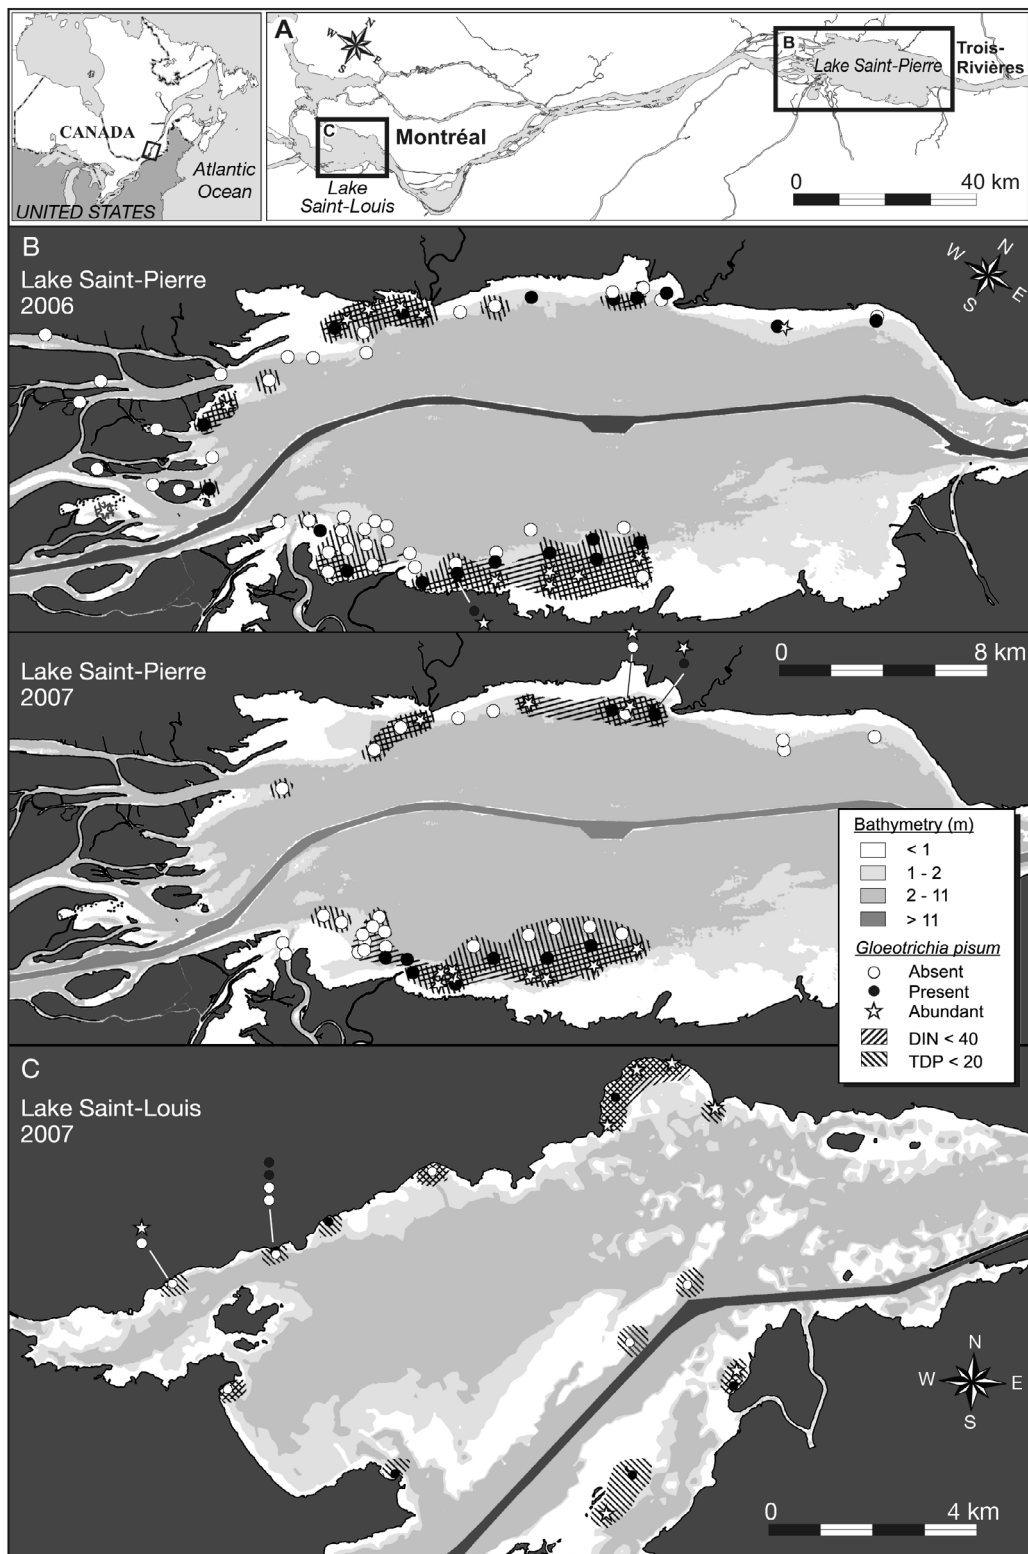 CANADA
Atlantic
Ocean
UNITED STATES
A
N
W
E
S
B
Lake Saint-Pierre
Trois-
Rivières
C
Montréal
Lake
Saint-Louis
0 40 km
B
Lake Saint-Pierre
2006
N
W
E
S
Lake Saint-Pierre
2007
0 8 km
Bathymetry (m)
< 1
1 - 2
2 - 11
> 11
Gloeotrichia pisum
Absent
Present
Abundant
DIN < 40
TDP < 20
C
Lake Saint-Louis
2007
N
W E
S
0 4 km